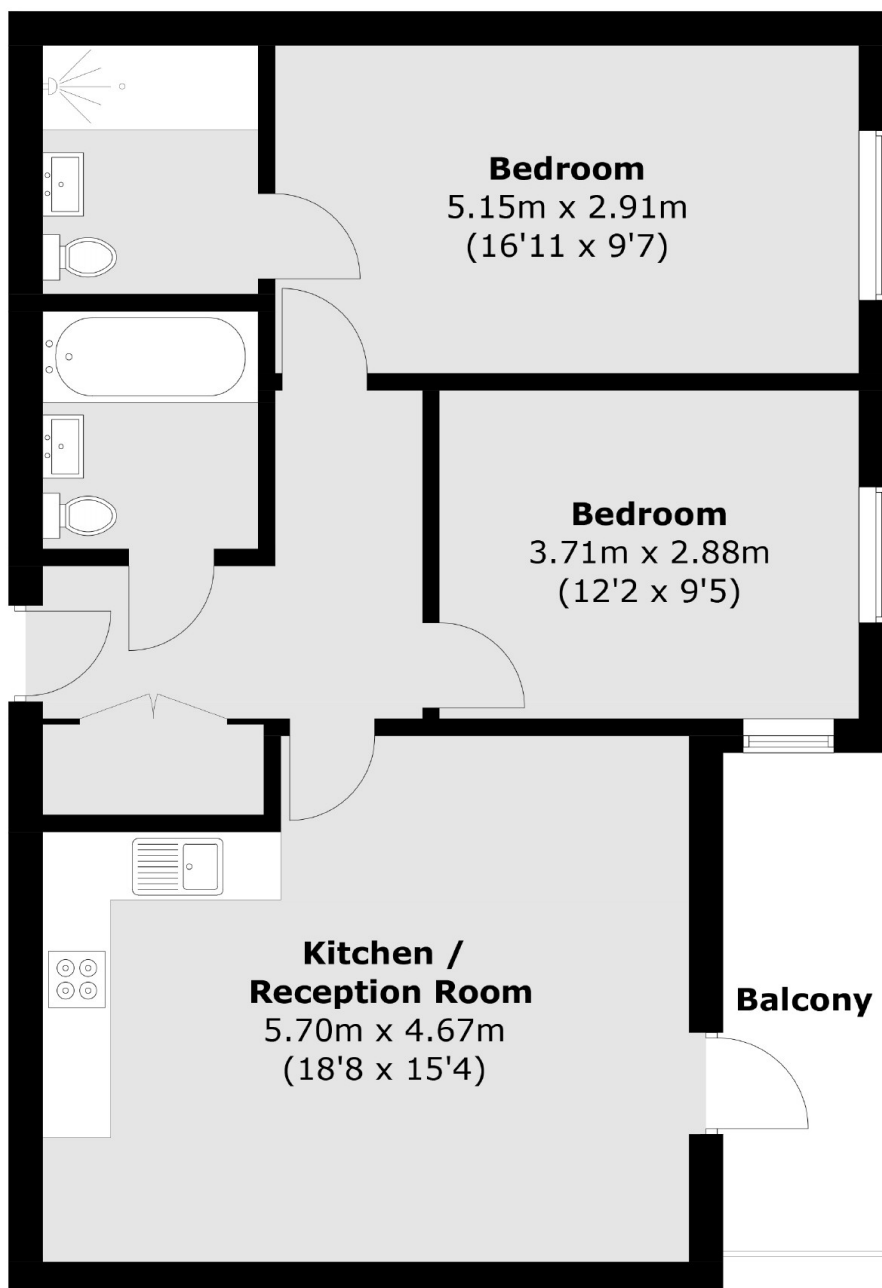 Bedroom
5.15m x 2.91m
(16'11 x 9'7)
Bedroom
3.71m x 2.88m
(12'2 x 9'5)
Kitchen /
Reception Room
5.70m x 4.67m
(18'8 x 15'4)
Balcony